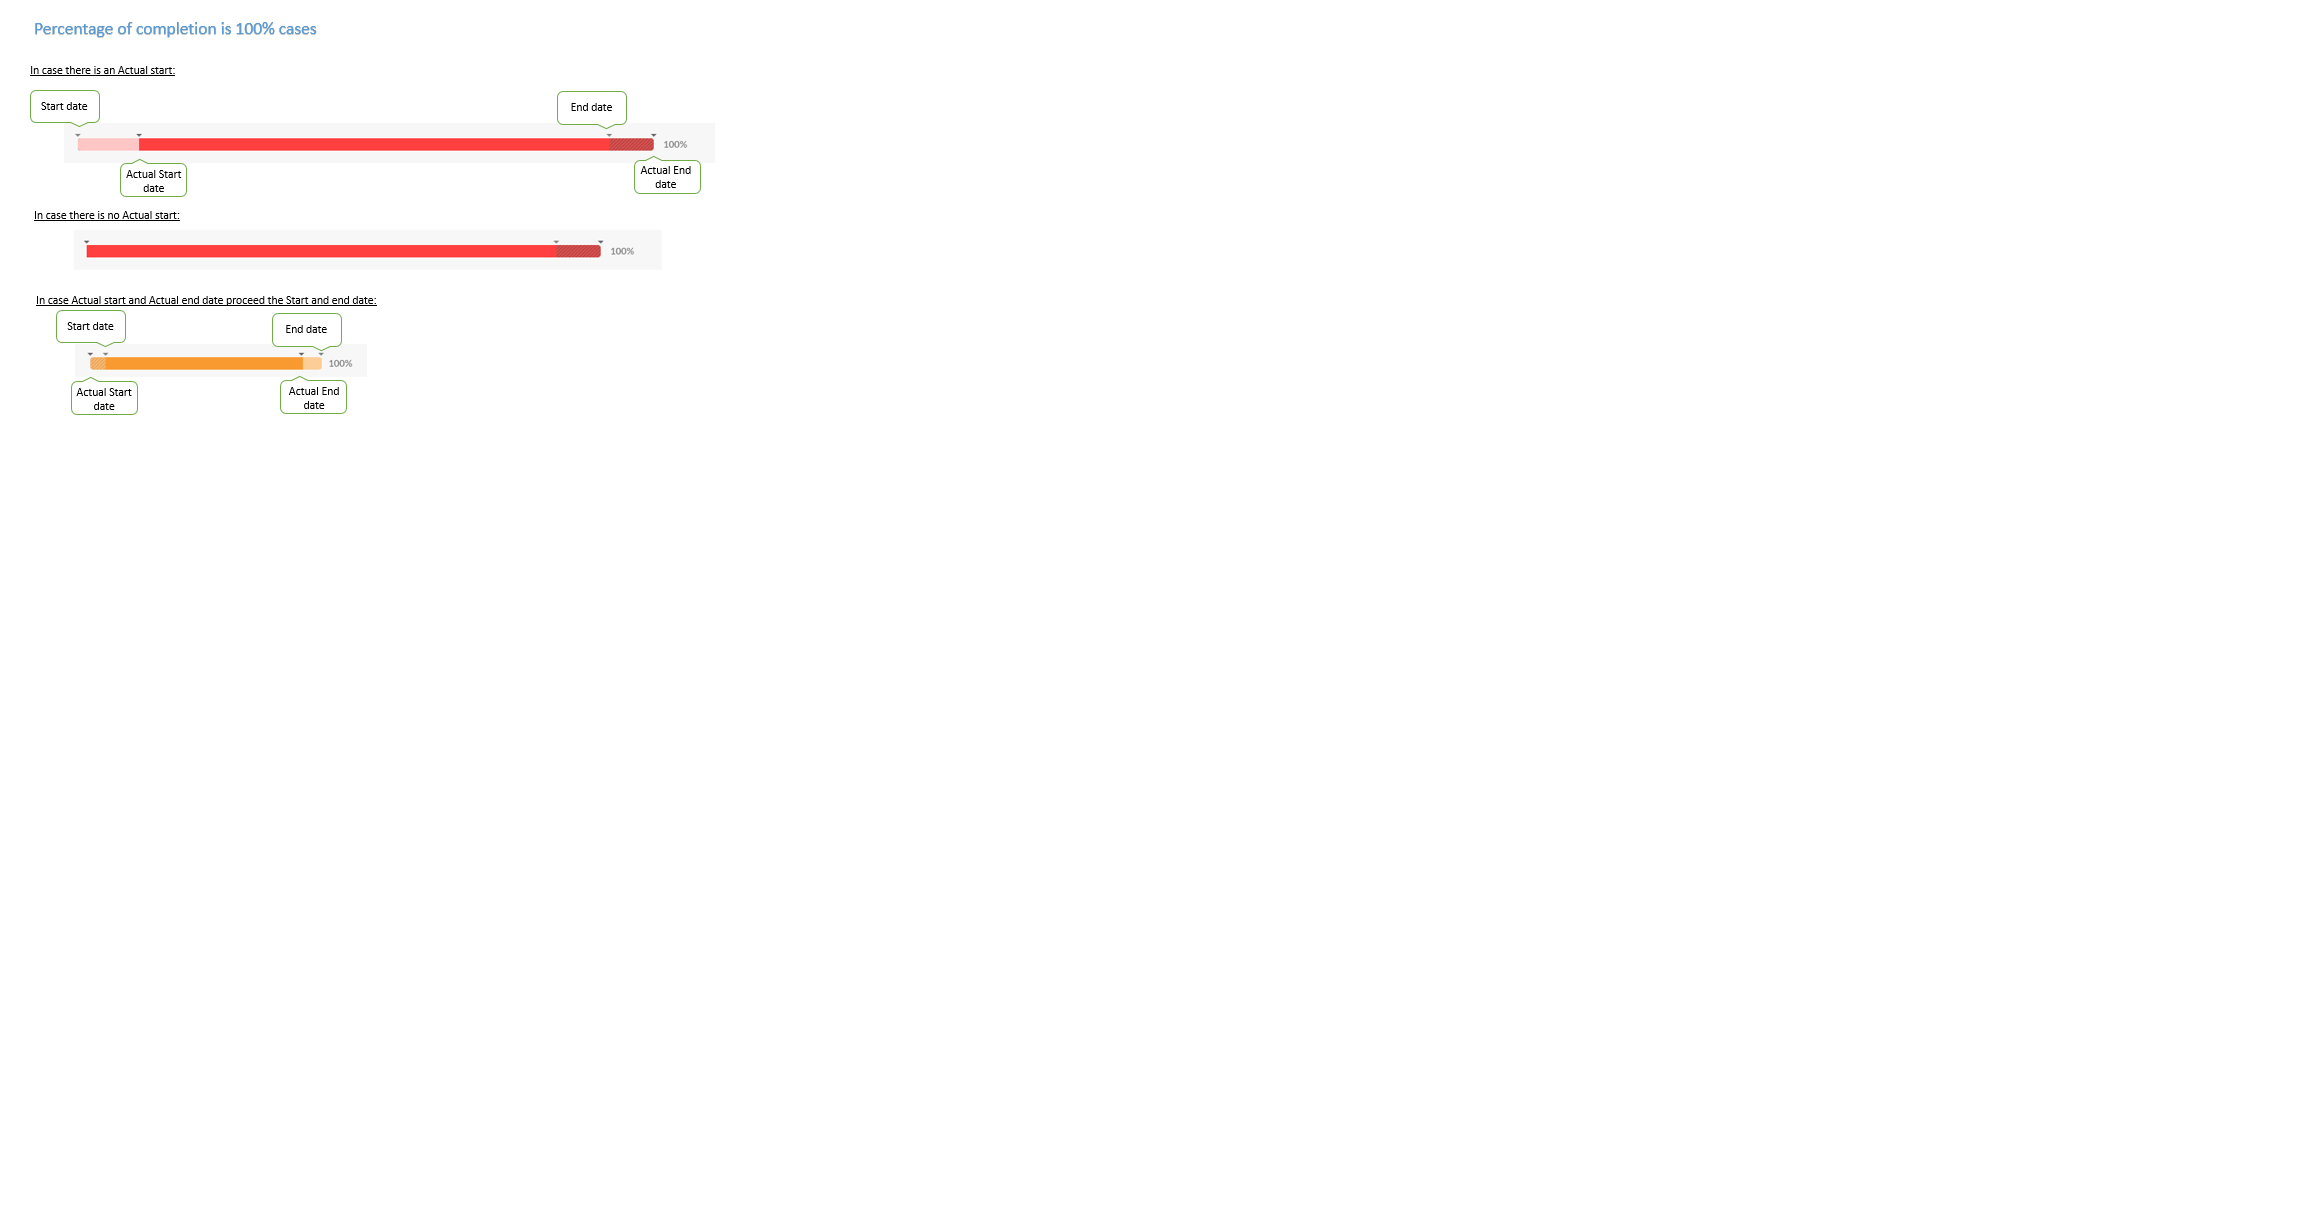 Percentage of completion is 100% cases
In case there is an Actual start:
Start date
End date
100%
Actual Start
date
Actual End
date
In case there is no Actual start:
100%
In case Actual start and Actual end date proceed the Start and end date:
Start date
End date
100%
Actual Start
date
Actual End
date